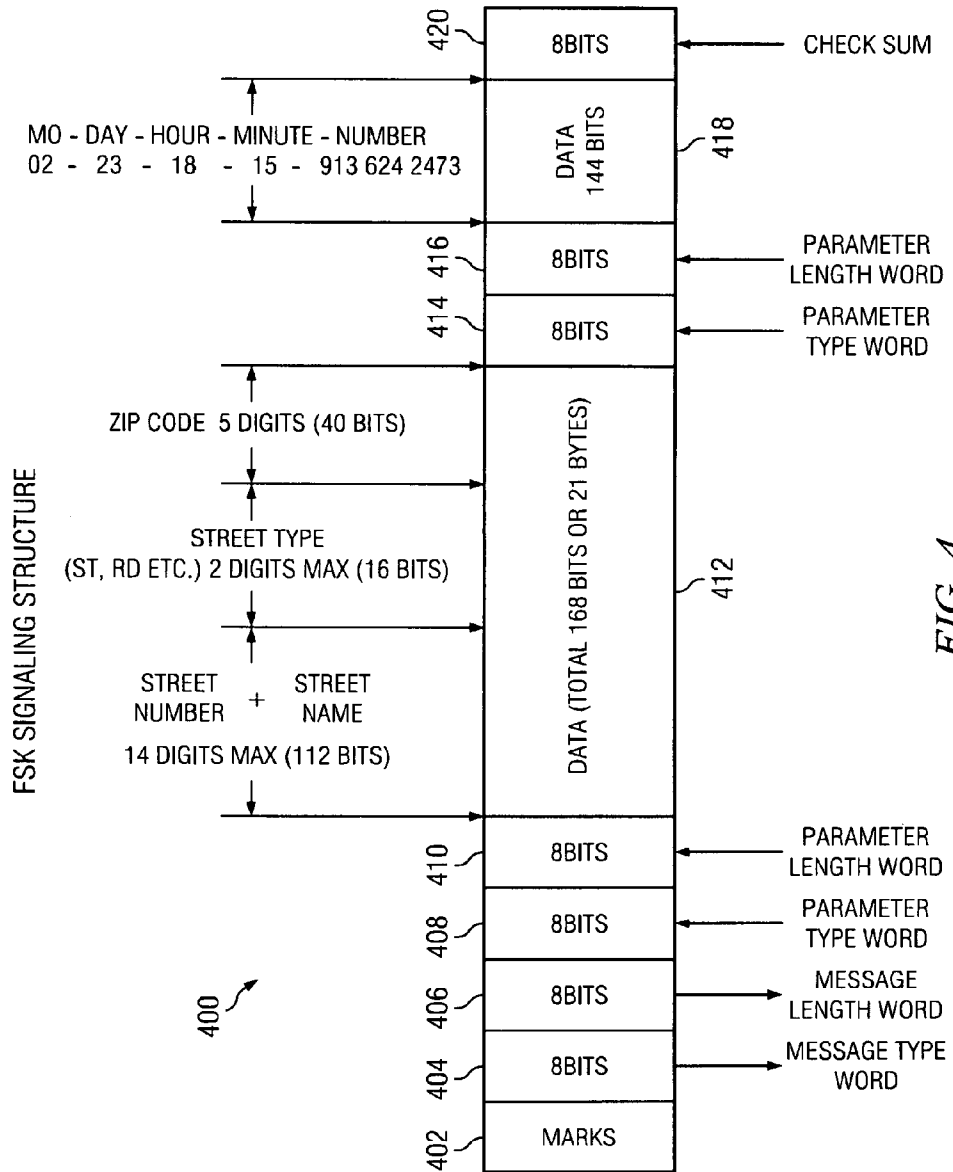 FSK SIGNALING STRUCTURE
400
MO - DAY - HOUR - MINUTE - NUMBER
02 - 23 - 18 - 15 - 913 624 2473
ZIP CODE 5 DIGITS (40 BITS)
STREET TYPE
(ST, RD ETC.) 2 DIGITS MAX (16 BITS)
STREET NUMBER + STREET NAME
14 DIGITS MAX (112 BITS)
420
8BITS
CHECK SUM
DATA
144 BITS
418
416
8BITS
PARAMETER
LENGTH WORD
414
8BITS
PARAMETER
TYPE WORD
DATA (TOTAL 168 BITS OR 21 BYTES)
412
410
8BITS
PARAMETER
LENGTH WORD
408
8BITS
PARAMETER
TYPE WORD
406
8BITS
MESSAGE
LENGTH WORD
404
8BITS
MESSAGE TYPE
WORD
402
MARKS
FIG. 4